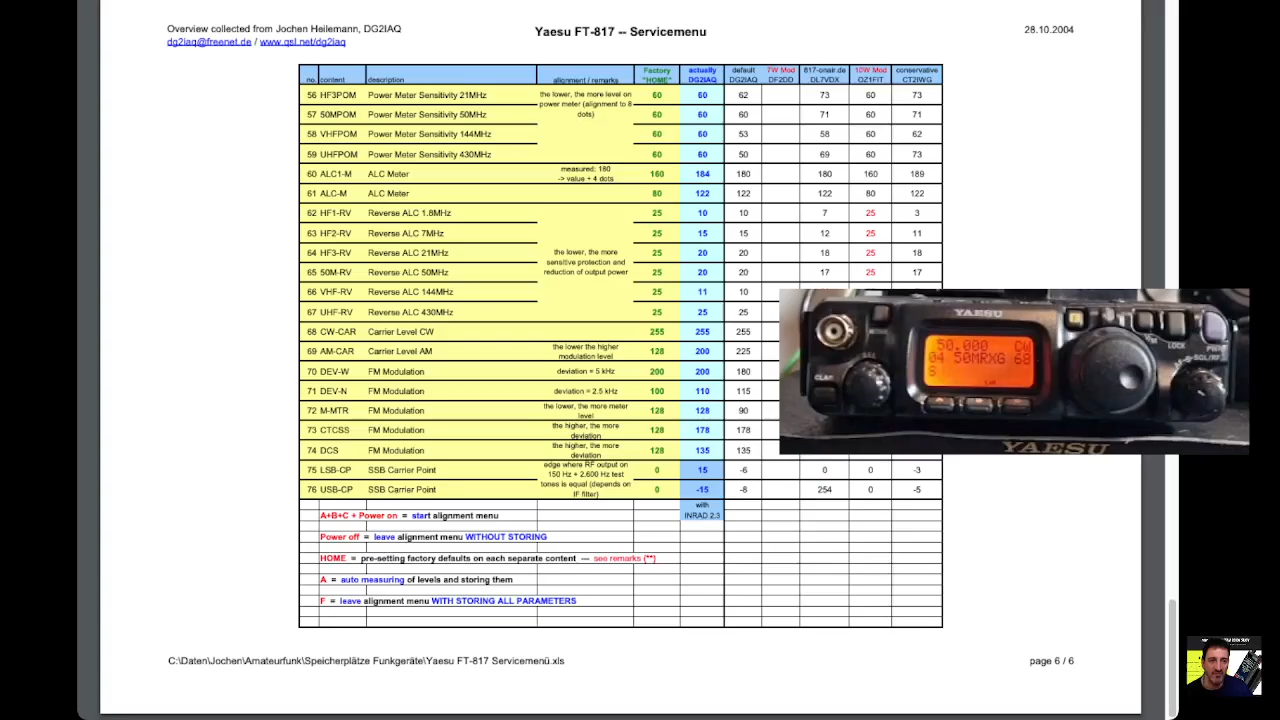 Overview collected from Jochen Heilemann, DG2IAQ
dg2iaq@freenet.de / www.qsl.net/dg2iaq
Yaesu FT-817 -- Servicemenu
28.10.2004
no. content description alignment / remarks Factory "HOME" actually DG2IAQ default DG2IAQ 7W Mod DF2DD 817-onair.de DL7VDX 10W Mod OZ1FIT conservative CT2IWG
56 HF3POM Power Meter Sensitivity 21MHz the lower, the more level on power meter (alignment to 8 dots) 60 60 62 73 60 73
57 50MPOM Power Meter Sensitivity 50MHz 60 60 60 71 60 71
58 VHFPOM Power Meter Sensitivity 144MHz 60 60 53 58 60 62
59 UHFPOM Power Meter Sensitivity 430MHz 60 60 50 69 60 73
60 ALC1-M ALC Meter measured: 180 -> value + 4 dots 160 184 180 180 160 189
61 ALC-M ALC Meter 80 122 122 122 80 122
62 HF1-RV Reverse ALC 1.8MHz 25 10 10 7 25 3
63 HF2-RV Reverse ALC 7MHz 25 15 15 12 25 11
64 HF3-RV Reverse ALC 21MHz the lower, the more sensitive protection and reduction of output power 25 20 20 18 25 18
65 50M-RV Reverse ALC 50MHz 25 20 20 17 25 17
66 VHF-RV Reverse ALC 144MHz 25 11 10
67 UHF-RV Reverse ALC 430MHz 25 25 25
68 CW-CAR Carrier Level CW 255 255 255
69 AM-CAR Carrier Level AM the lower the higher modulation level 128 200 225
70 DEV-W FM Modulation deviation = 5 kHz 200 200 180
71 DEV-N FM Modulation deviation = 2.5 kHz 100 110 115
72 M-MTR FM Modulation the lower, the more meter level 128 128 90
73 CTCSS FM Modulation the higher, the more deviation 128 178 178
74 DCS FM Modulation the higher, the more deviation 128 135 135
75 LSB-CP SSB Carrier Point edge where RF output on 150 Hz + 2.600 Hz test tones is equal (depends on IF filter) 0 15 -6 0 0 -3
76 USB-CP SSB Carrier Point 0 -15 -8 254 0 -5
with INRAD 2.3
A+B+C + Power on = start alignment menu
Power off = leave alignment menu WITHOUT STORING
HOME = pre-setting factory defaults on each separate content --- see remarks (**)
A = auto measuring of levels and storing them
F = leave alignment menu WITH STORING ALL PARAMETERS
YAESU
50.000 CW
04 50MRXG 68
S
CLAR
LOCK
PWR
SQL/RF
YAESU
C:\Daten\Jochen\Amateurfunk\Speicherplätze Funkgeräte\Yaesu FT-817 Servicemenü.xls
page 6 / 6